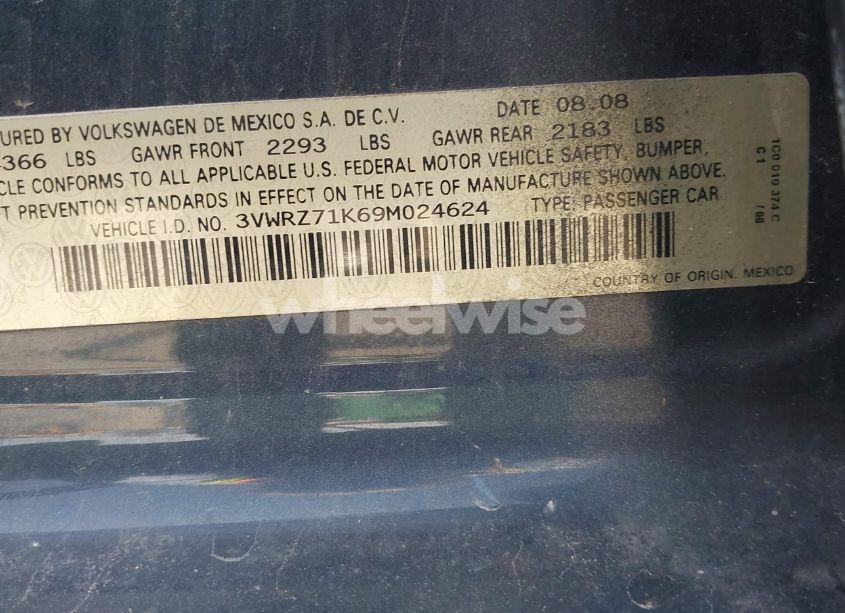 URED BY VOLKSWAGEN DE MEXICO S.A. DE C.V. DATE 08.08
366 LBS GAWR FRONT 2293 LBS GAWR REAR 2183 LBS
CLE CONFORMS TO ALL APPLICABLE U.S. FEDERAL MOTOR VEHICLE SAFETY, BUMPER,
T PREVENTION STANDARDS IN EFFECT ON THE DATE OF MANUFACTURE SHOWN ABOVE.
VEHICLE I.D. NO. 3VWRZ71K69M024624 TYPE: PASSENGER CAR
COUNTRY OF ORIGIN. MEXICO
1C0 010 374 C
C1 /08
wheelwise